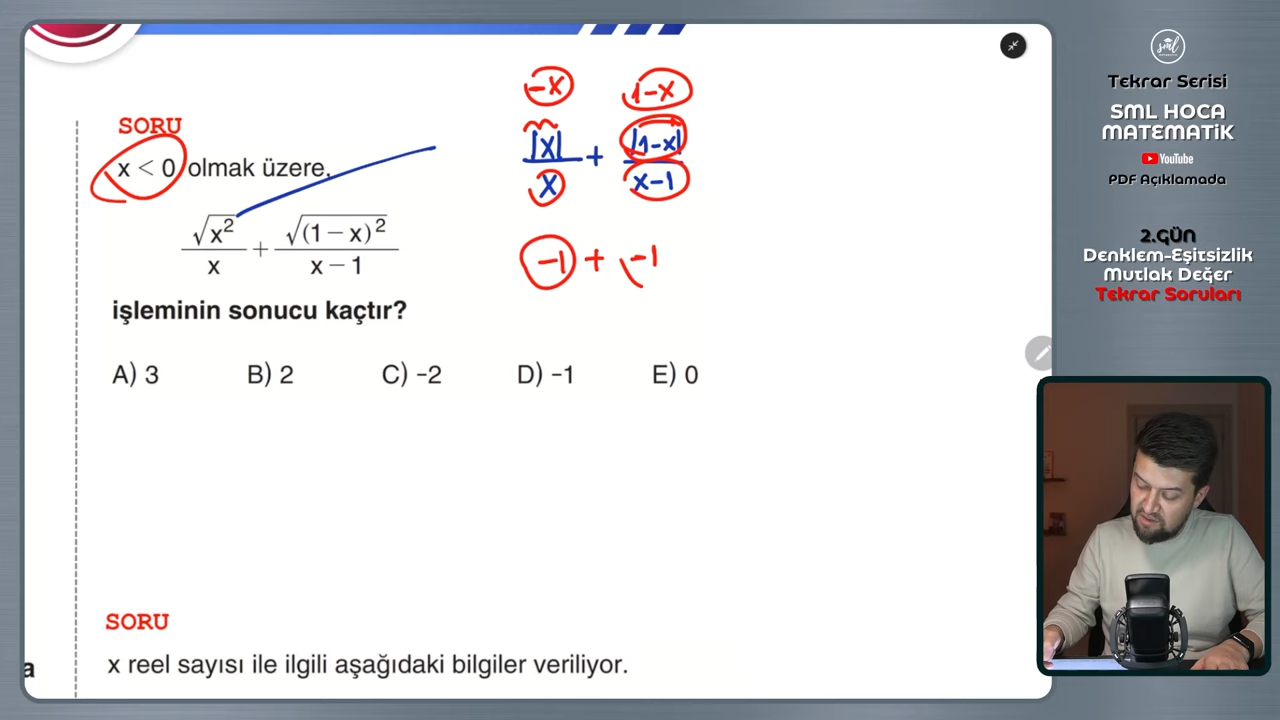 SORU
x < 0 olmak üzere,
√x² / x + √(1 − x)² / x − 1
işleminin sonucu kaçtır?
A) 3 B) 2 C) −2 D) −1 E) 0
−x 1−x
|x| / x + |1−x| / x−1
−1 + −1
SORU
x reel sayısı ile ilgili aşağıdaki bilgiler veriliyor.
a
sml
Tekrar Serisi
SML HOCA
MATEMATİK
YouTube
PDF Açıklamada
2.GÜN
Denklem-Eşitsizlik
Mutlak Değer
Tekrar Soruları